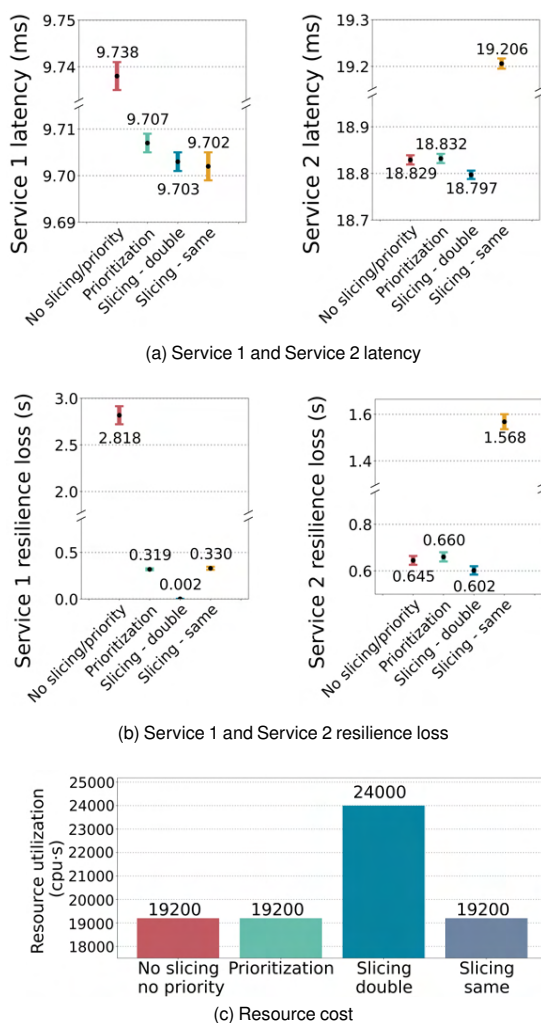 Service 1 latency (ms)
9.75
9.74
9.71
9.70
9.69
9.738
9.707
9.703
9.702
No slicing/priority
Prioritization
Slicing - double
Slicing - same
Service 2 latency (ms)
19.3
19.2
18.9
18.8
18.7
18.829
18.832
18.797
19.206
No slicing/priority
Prioritization
Slicing - double
Slicing - same
(a) Service 1 and Service 2 latency
Service 1 resilience loss (s)
3.0
2.5
2.0
0.5
0.0
2.818
0.319
0.002
0.330
No slicing/priority
Prioritization
Slicing - double
Slicing - same
Service 2 resilience loss (s)
1.6
1.4
0.8
0.6
0.645
0.660
0.602
1.568
No slicing/priority
Prioritization
Slicing - double
Slicing - same
(b) Service 1 and Service 2 resilience loss
Resource utilization
(cpu·s)
25000
24000
23000
22000
21000
20000
19000
18000
19200
19200
24000
19200
No slicing
no priority
Prioritization
Slicing
double
Slicing
same
(c) Resource cost